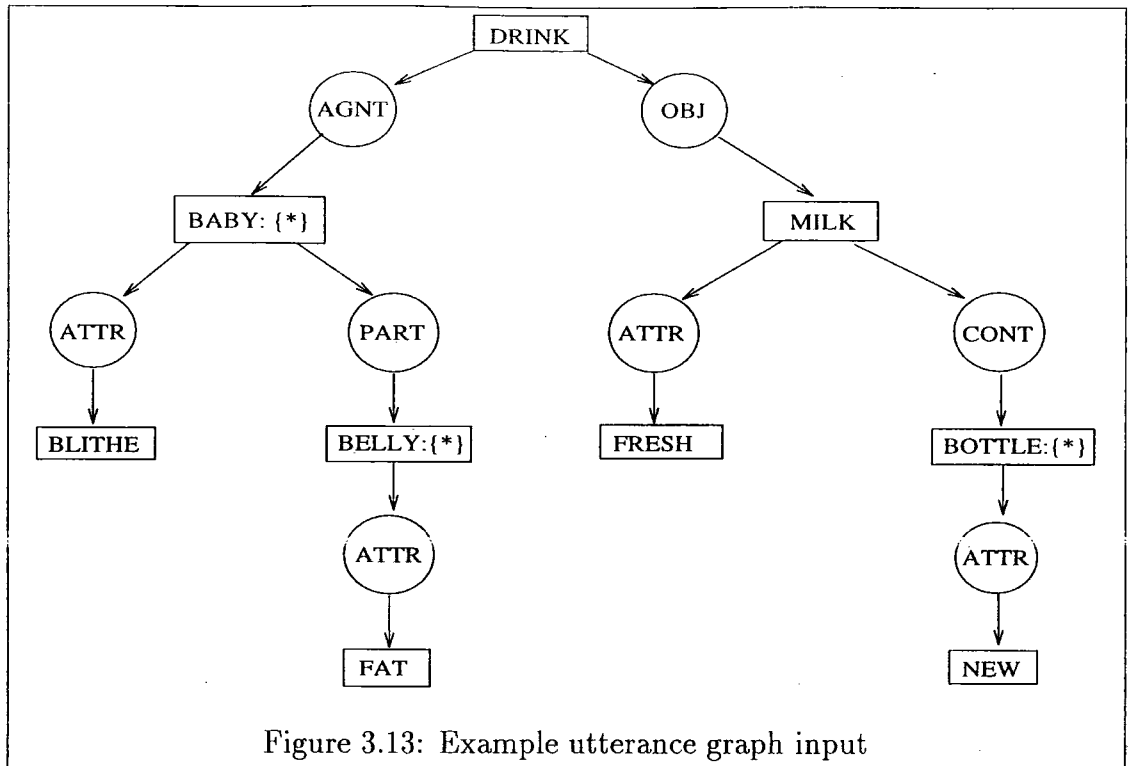 DRINK
AGNT OBJ
BABY: {*} MILK
ATTR PART ATTR CONT
BLITHE BELLY:{*} FRESH BOTTLE:{*}
ATTR ATTR
FAT NEW
Figure 3.13: Example utterance graph input